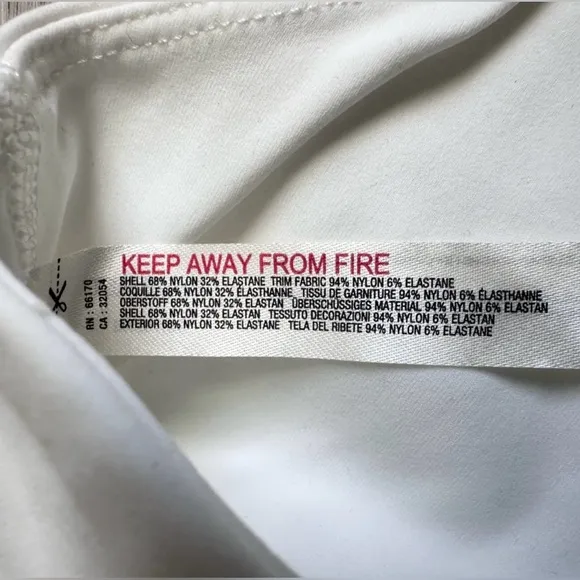 KEEP AWAY FROM FIRE
SHELL 68% NYLON 32% ELASTANE TRIM FABRIC 94% NYLON 6% ELASTANE
COQUILLE 68% NYLON 32% ÉLASTHANNE TISSU DE GARNITURE 94% NYLON 6% ÉLASTHANNE
OBERSTOFF 68% NYLON 32% ELASTAN ÜBERSCHÜSSIGES MATERIAL 94% NYLON 6% ELASTAN
SHELL 68% NYLON 32% ELASTAN TESSUTO DECORAZIONI 94% NYLON 6% ELASTAN
EXTERIOR 68% NYLON 32% ELASTANE TELA DEL RIBETE 94% NYLON 6% ELASTANE
RN : 66170
CA : 32054